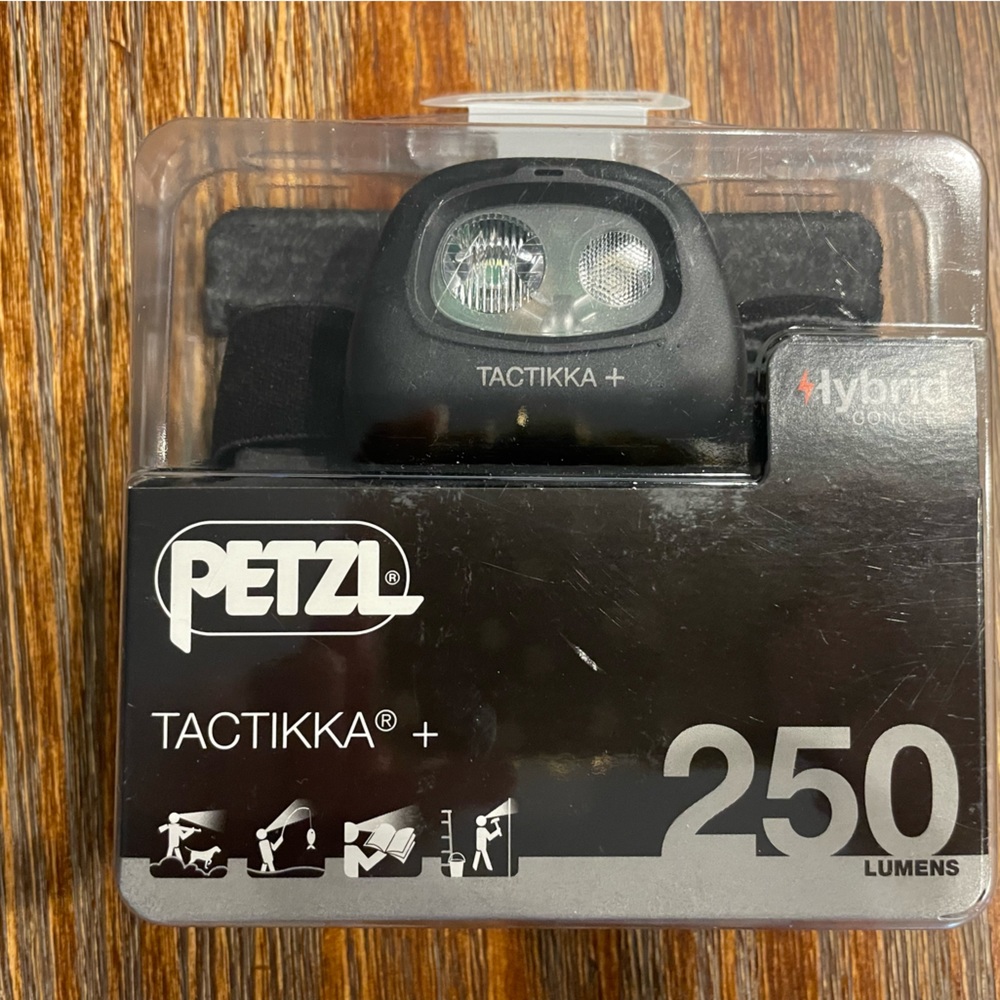 TACTIKKA +
Hybrid
CONCEPT
PETZL®
TACTIKKA® +
250
LUMENS